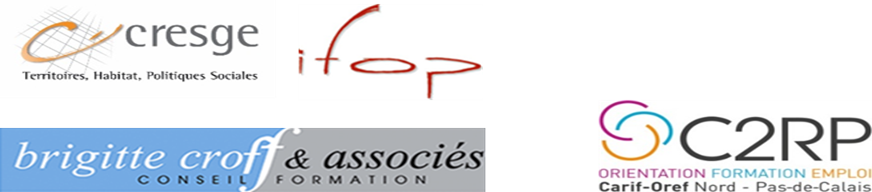 cresge
Territoires, Habitat, Politiques Sociales
ifop
brigitte croff & associés
CONSEIL FORMATION
C2RP
ORIENTATION FORMATION EMPLOI
Carif-Oref Nord - Pas-de-Calais